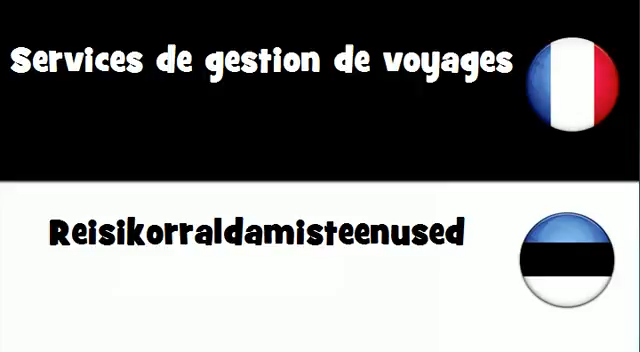 Services de gestion de voyages
Reisikorraldamisteenused